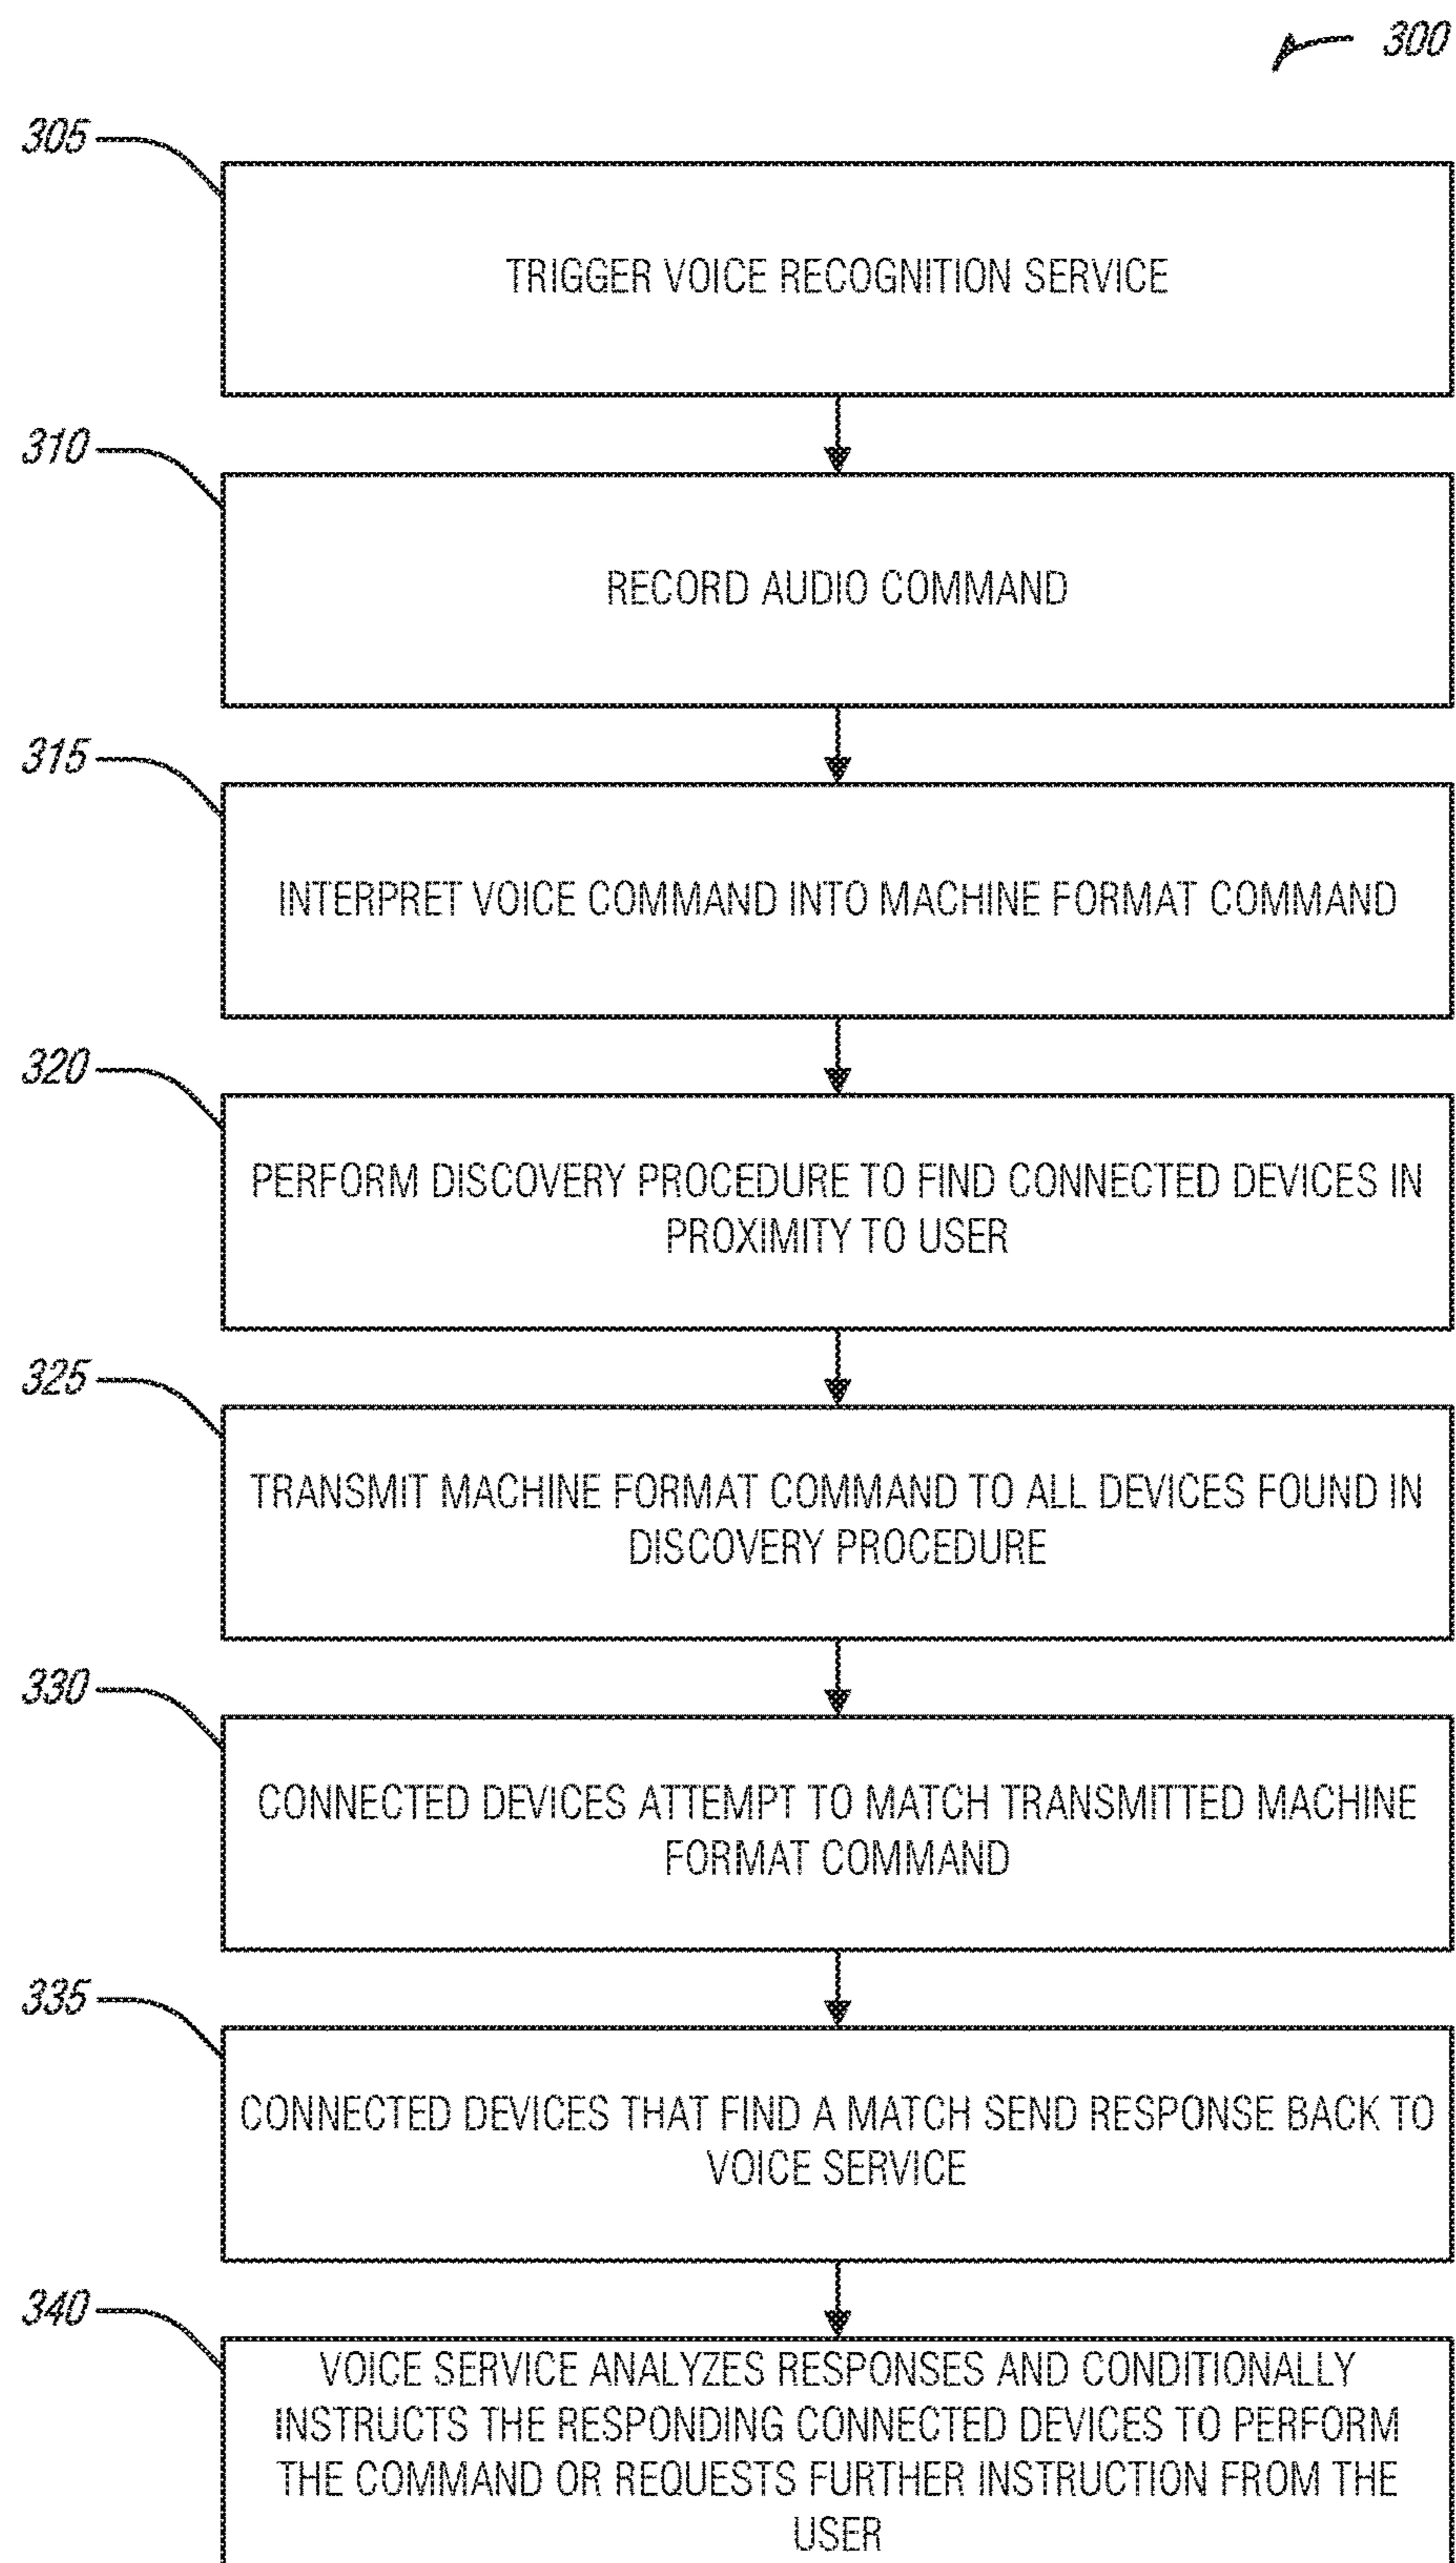 300
305
TRIGGER VOICE RECOGNITION SERVICE
310
RECORD AUDIO COMMAND
315
INTERPRET VOICE COMMAND INTO MACHINE FORMAT COMMAND
320
PERFORM DISCOVERY PROCEDURE TO FIND CONNECTED DEVICES IN
PROXIMITY TO USER
325
TRANSMIT MACHINE FORMAT COMMAND TO ALL DEVICES FOUND IN
DISCOVERY PROCEDURE
330
CONNECTED DEVICES ATTEMPT TO MATCH TRANSMITTED MACHINE
FORMAT COMMAND
335
CONNECTED DEVICES THAT FIND A MATCH SEND RESPONSE BACK TO
VOICE SERVICE
340
VOICE SERVICE ANALYZES RESPONSES AND CONDITIONALLY
INSTRUCTS THE RESPONDING CONNECTED DEVICES TO PERFORM
THE COMMAND OR REQUESTS FURTHER INSTRUCTION FROM THE
USER